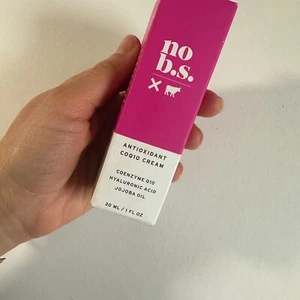 no
b.s.
ANTIOXIDANT
COQ10 CREAM
COENZYME Q10
HYALURONIC ACID
JOJOBA OIL
30 ML / 1 FL OZ